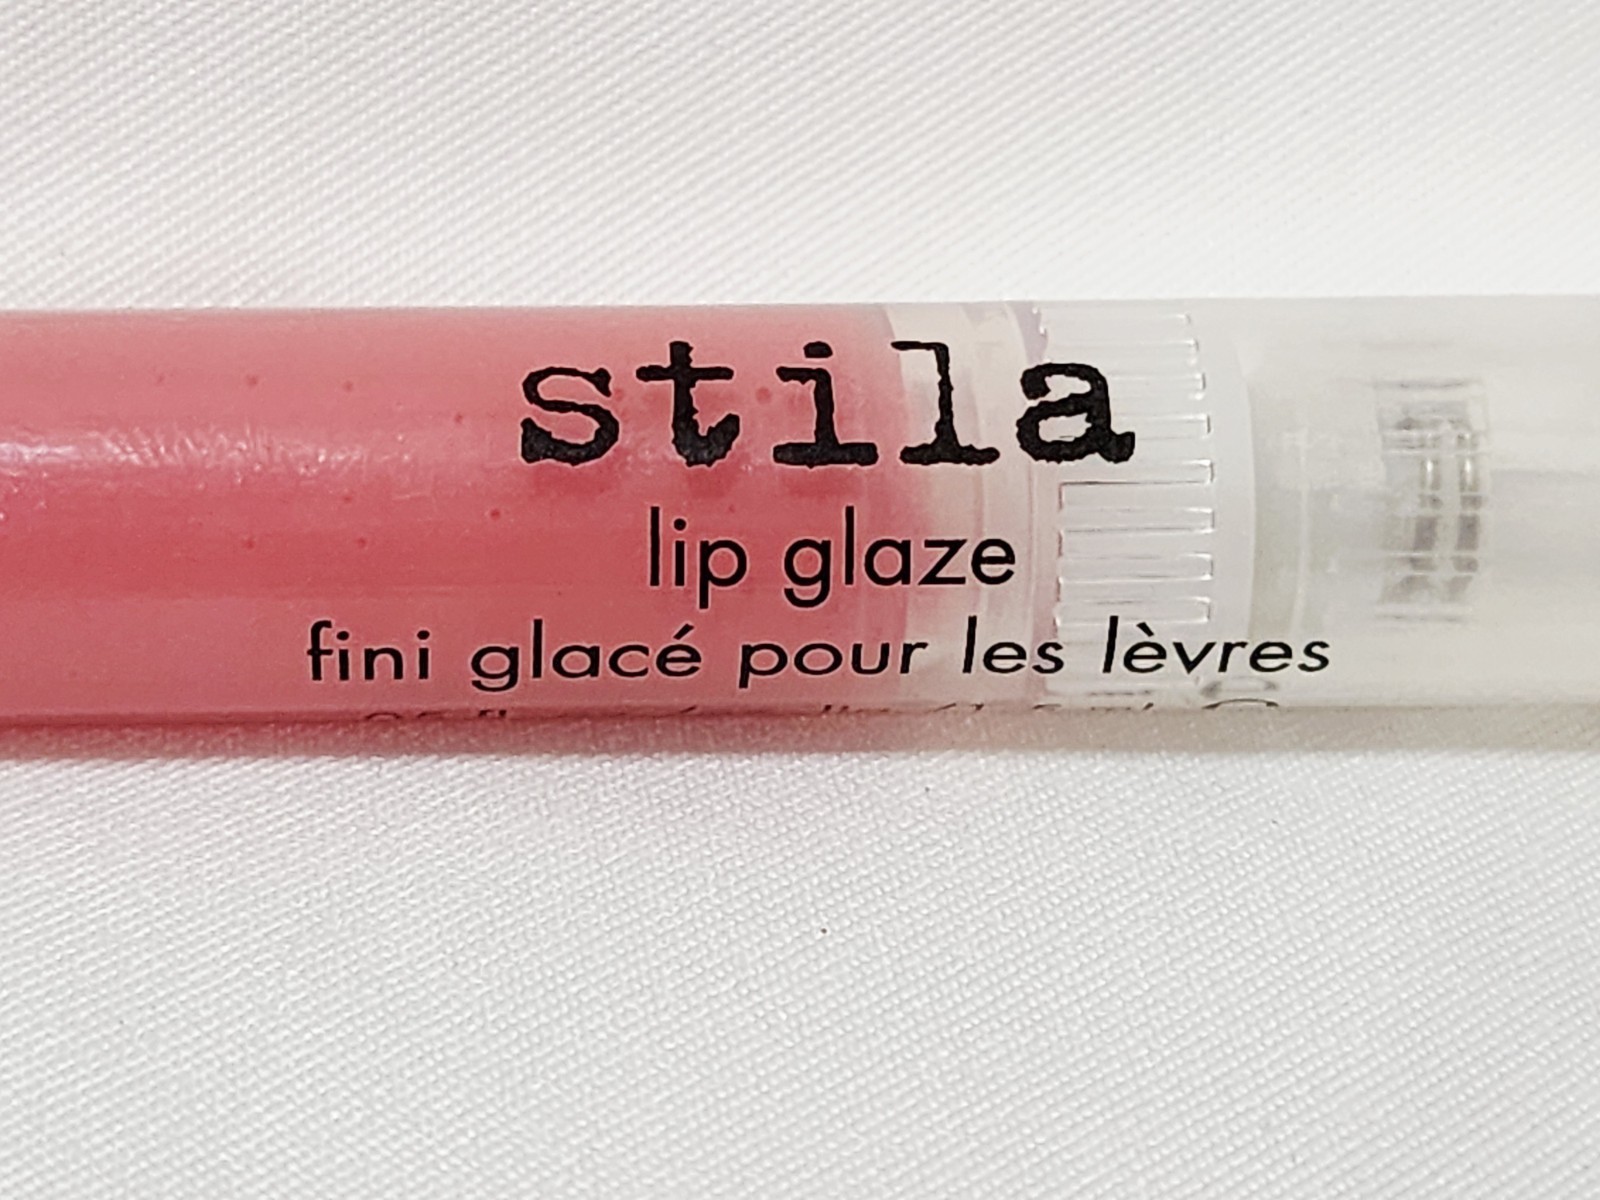 stila
lip glaze
fini glacé pour les lèvres